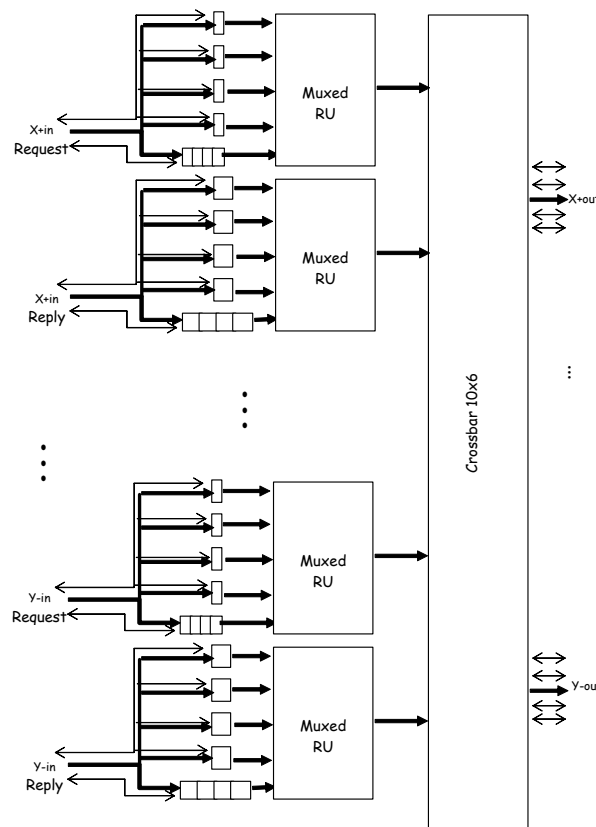 Muxed
RU
X+in
Request
X+out
Muxed
RU
X+in
Reply
...
Crossbar 10x6
Muxed
RU
Y-in
Request
Y-ou
Muxed
RU
Y-in
Reply